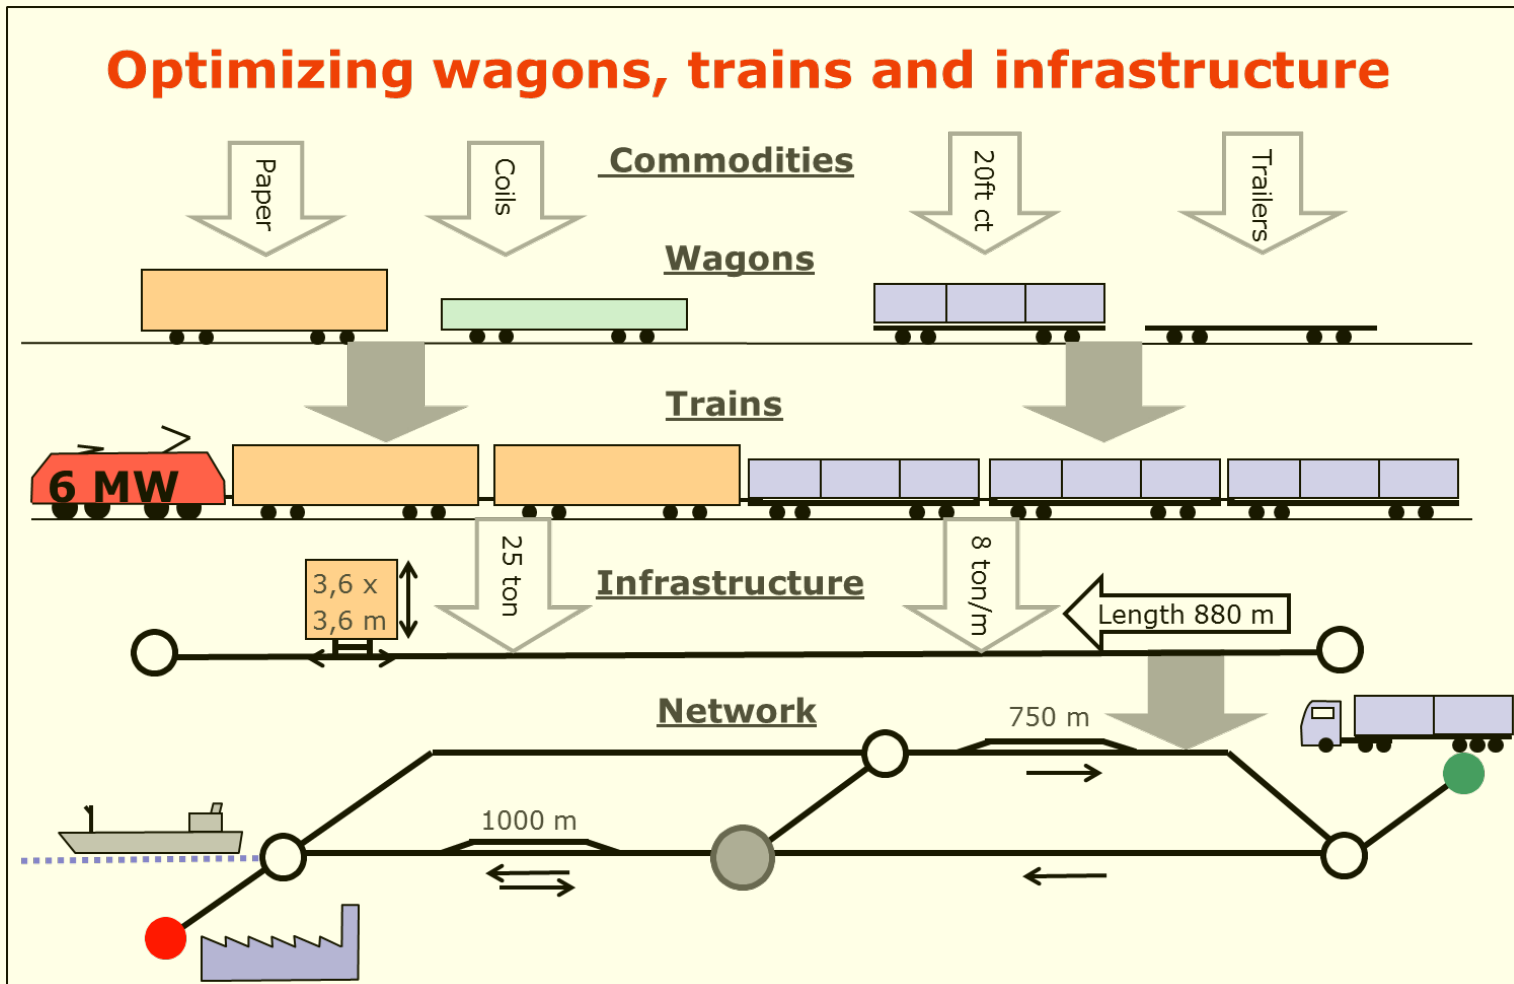 Optimizing wagons, trains and infrastructure
Commodities
Paper
Coils
20ft ct
Trailers
Wagons
Trains
6 MW
25 ton
8 ton/m
Infrastructure
3,6 x
3,6 m
Length 880 m
Network
750 m
1000 m